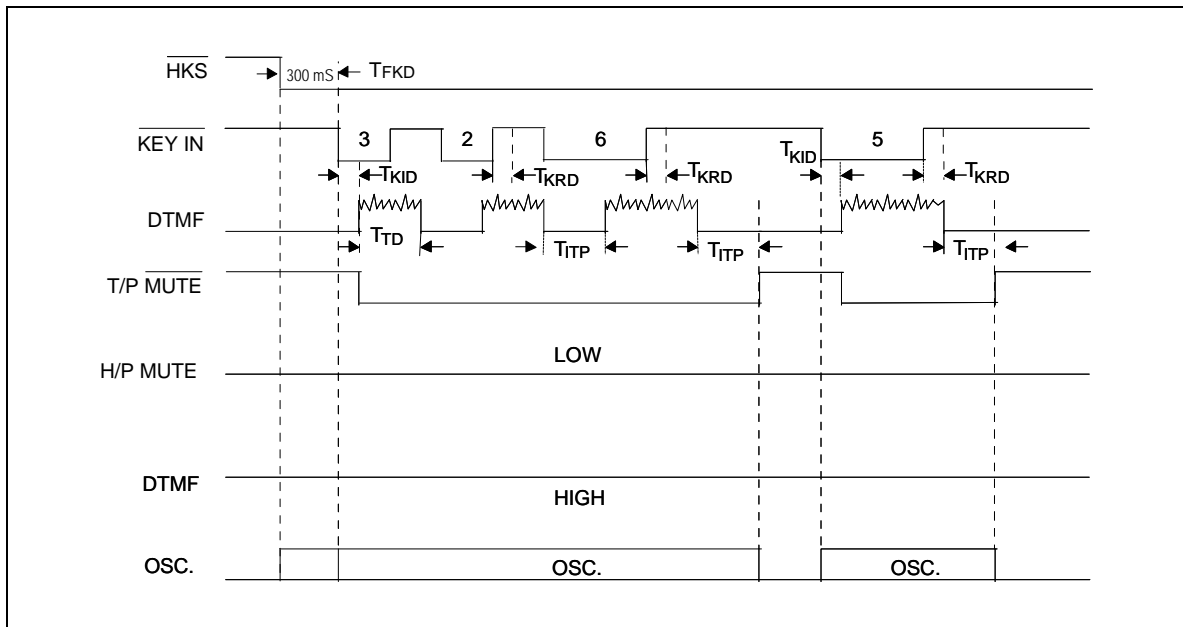 HKS
300 mS TFKD
KEY IN 3 2 6 5
TKID TKRD TKRD TKID TKRD
DTMF
TTD TITP TITP TITP
T/P MUTE
LOW
H/P MUTE
DTMF
HIGH
OSC. OSC. OSC.